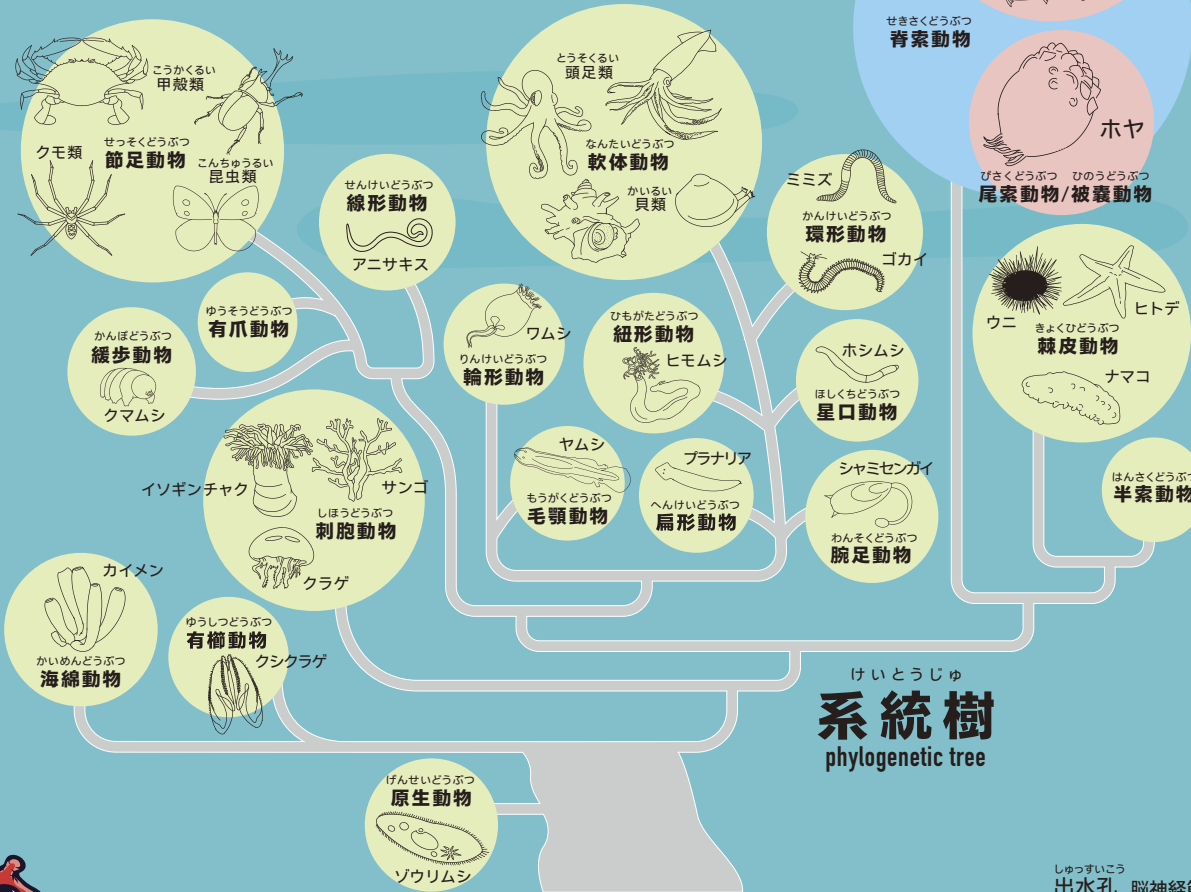 せきさくどうぶつ
脊索動物
ホヤ
びさくどうぶつ ひのうどうぶつ
尾索動物/被嚢動物
こうかくるい
甲殻類
せっそくどうぶつ
節足動物
クモ類
こんちゅうるい
昆虫類
せんけいどうぶつ
線形動物
アニサキス
とうそくるい
頭足類
なんたいどうぶつ
軟体動物
かいるい
貝類
ミミズ
かんけいどうぶつ
環形動物
ゴカイ
ウニ
ヒトデ
きょくひどうぶつ
棘皮動物
ナマコ
ゆうそうどうぶつ
有爪動物
かんぽどうぶつ
緩歩動物
クマムシ
ワムシ
りんけいどうぶつ
輪形動物
ひもがたどうぶつ
紐形動物
ヒモムシ
ホシムシ
ほしくちどうぶつ
星口動物
イソギンチャク
サンゴ
しほうどうぶつ
刺胞動物
クラゲ
ヤムシ
もうがくどうぶつ
毛顎動物
プラナリア
へんけいどうぶつ
扁形動物
シャミセンガイ
わんそくどうぶつ
腕足動物
はんさくどうぶつ
半索動物
カイメン
かいめんどうぶつ
海綿動物
ゆうしつどうぶつ
有櫛動物
クシクラゲ
けいとうじゅ
系統樹
phylogenetic tree
げんせいどうぶつ
原生動物
ゾウリムシ
しゅっすいこう
出水孔 脳神経